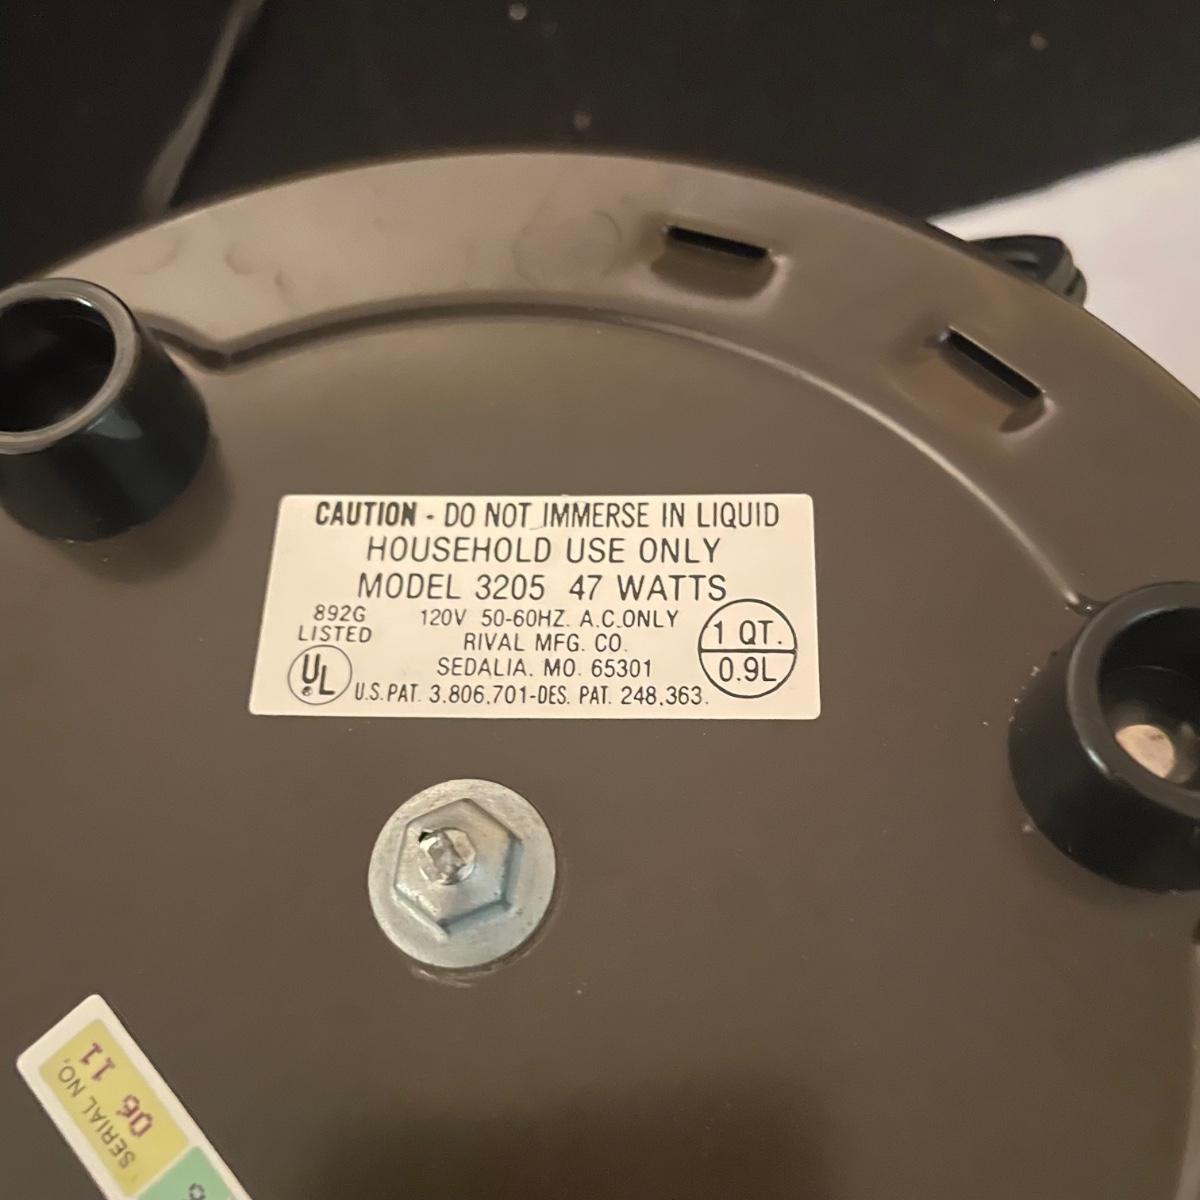 CAUTION - DO NOT IMMERSE IN LIQUID
HOUSEHOLD USE ONLY
MODEL 3205 47 WATTS
892G
LISTED
UL
®
120V 50-60HZ. A.C.ONLY
RIVAL MFG. CO.
SEDALIA. MO. 65301
U.S.PAT. 3.806,701-DES. PAT. 248,363.
1 QT.
0.9L
SERIAL NO.
06 11